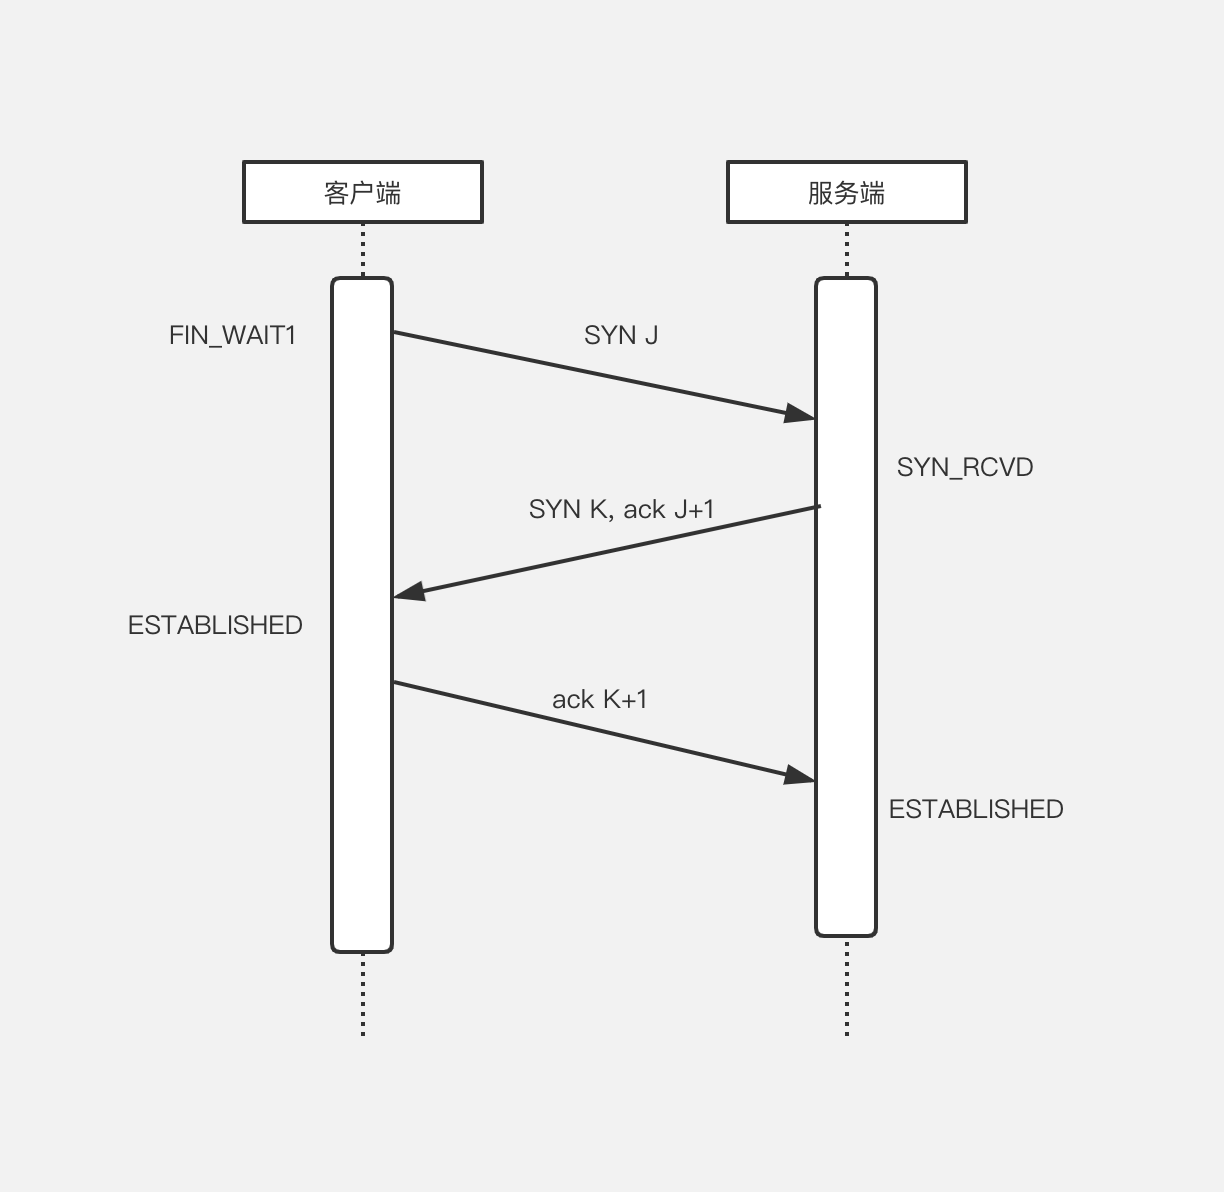 客户端
服务端
FIN_WAIT1
SYN J
SYN_RCVD
SYN K, ack J+1
ESTABLISHED
ack K+1
ESTABLISHED